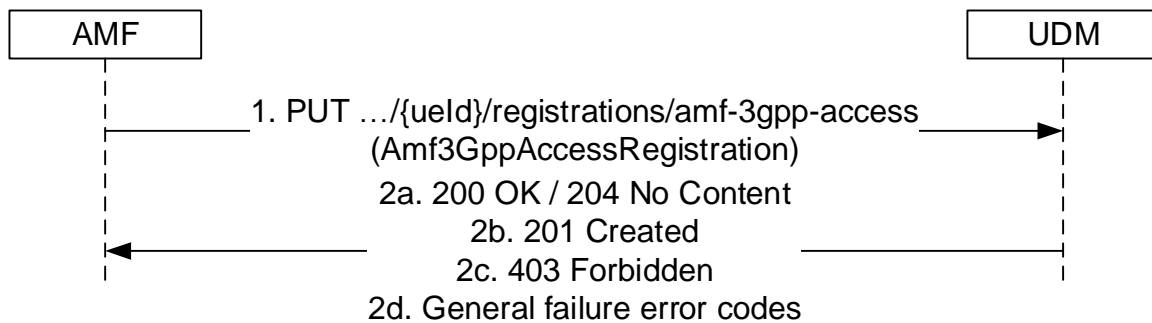 AMF
UDM
1. PUT …/{ueId}/registrations/amf-3gpp-access
(Amf3GppAccessRegistration)
2a. 200 OK / 204 No Content
2b. 201 Created
2c. 403 Forbidden
2d. General failure error codes